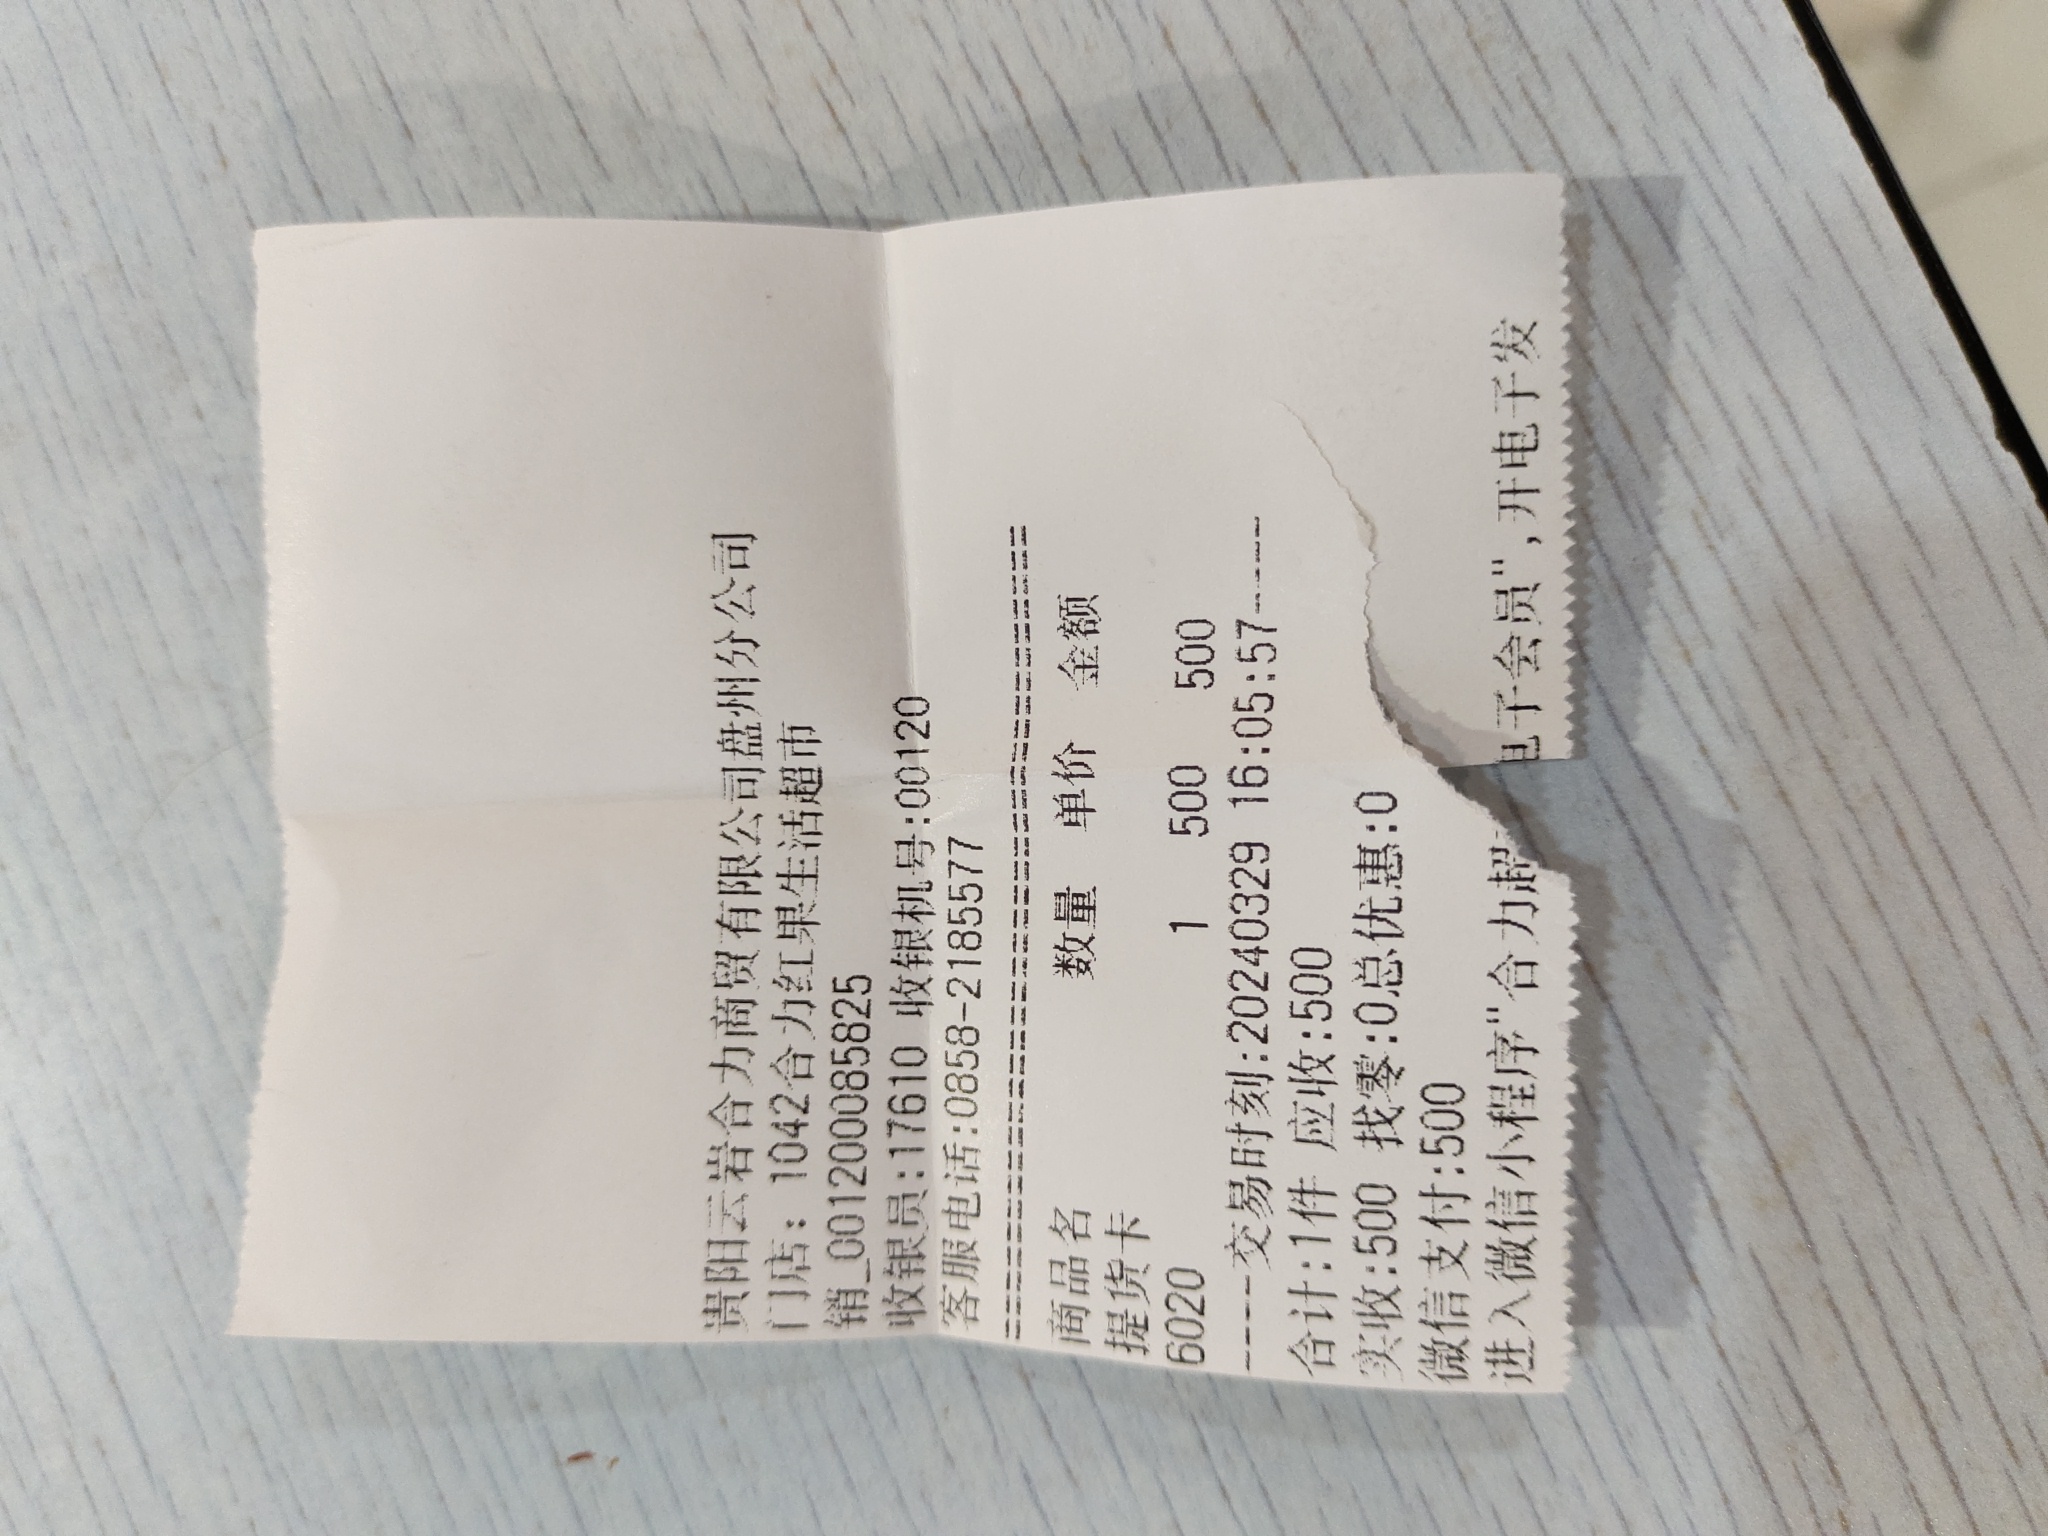 贵阳云岩合力商贸有限公司盘州分公司
门店: 1042合力红果生活超市
销_001200085825
收银员:17610 收银机号:00120
客服电话:0858-2185577
================================
商品名 数量 单价 金额
提货卡
6020 1 500 500
----交易时刻:20240329 16:05:57----
合计:1件 应收:500
实收:500 找零:0总优惠:0
微信支付:500
进入微信小程序"合力超 电子会员",开电子发